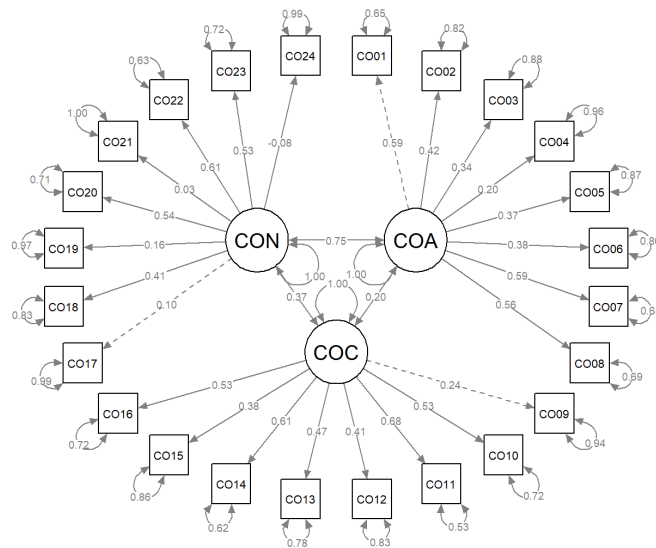 0.99
0.65
0.72
CO24
CO01
0.82
0.63
CO23
CO02
0.88
CO22
CO03
1.00
0.96
CO21
CO04
0.53
-0.08
0.59
0.42
0.61
0.34
0.71
CO20
0.03
0.20
CO05
0.87
0.54
0.37
0.97
CO19
0.16
CON
0.75
COA
0.38
CO06
0.41
0.59
0.83
CO18
1.00
1.00
1.00
0.56
CO07
0.10
0.37
0.20
0.99
CO17
COC
CO08
0.69
0.53
0.24
CO16
CO09
0.72
0.38
0.53
0.94
0.61
0.68
CO15
0.47
0.41
CO10
0.86
CO14
CO11
0.72
CO13
CO12
0.62
0.53
0.78
0.83